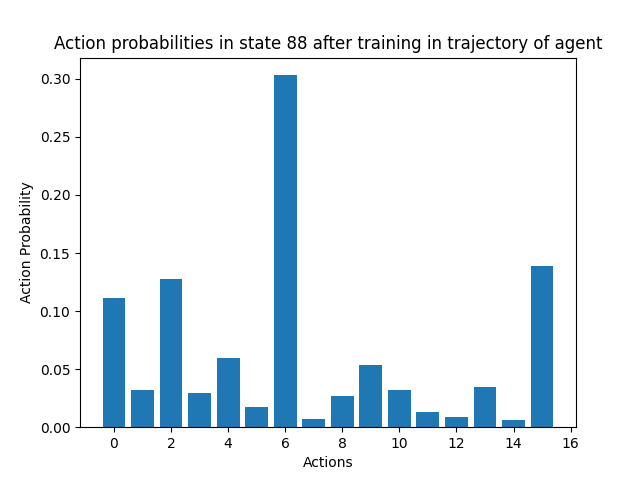 Action probabilities in state 88 after training in trajectory of agent
0.30
0.25
0.20
0.15
0.10
0.05
0.00
Action Probability
0 2 4 6 8 10 12 14 16
Actions